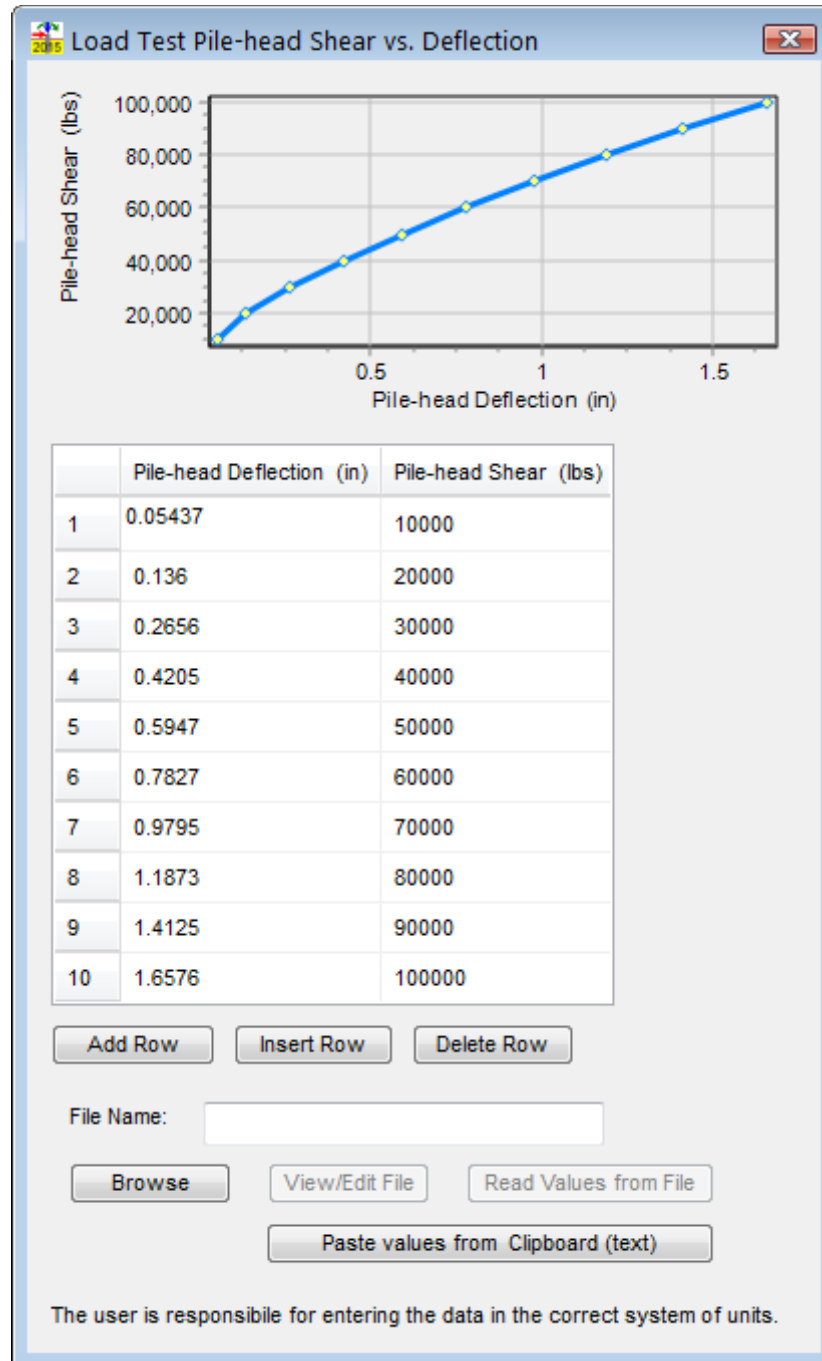 2015 Load Test Pile-head Shear vs. Deflection
Pile-head Shear (lbs)
100,000
80,000
60,000
40,000
20,000
0.5 1 1.5
Pile-head Deflection (in)
Pile-head Deflection (in) Pile-head Shear (lbs)
1 0.05437 10000
2 0.136 20000
3 0.2656 30000
4 0.4205 40000
5 0.5947 50000
6 0.7827 60000
7 0.9795 70000
8 1.1873 80000
9 1.4125 90000
10 1.6576 100000
Add Row Insert Row Delete Row
File Name:
Browse View/Edit File Read Values from File
Paste values from Clipboard (text)
The user is responsibile for entering the data in the correct system of units.